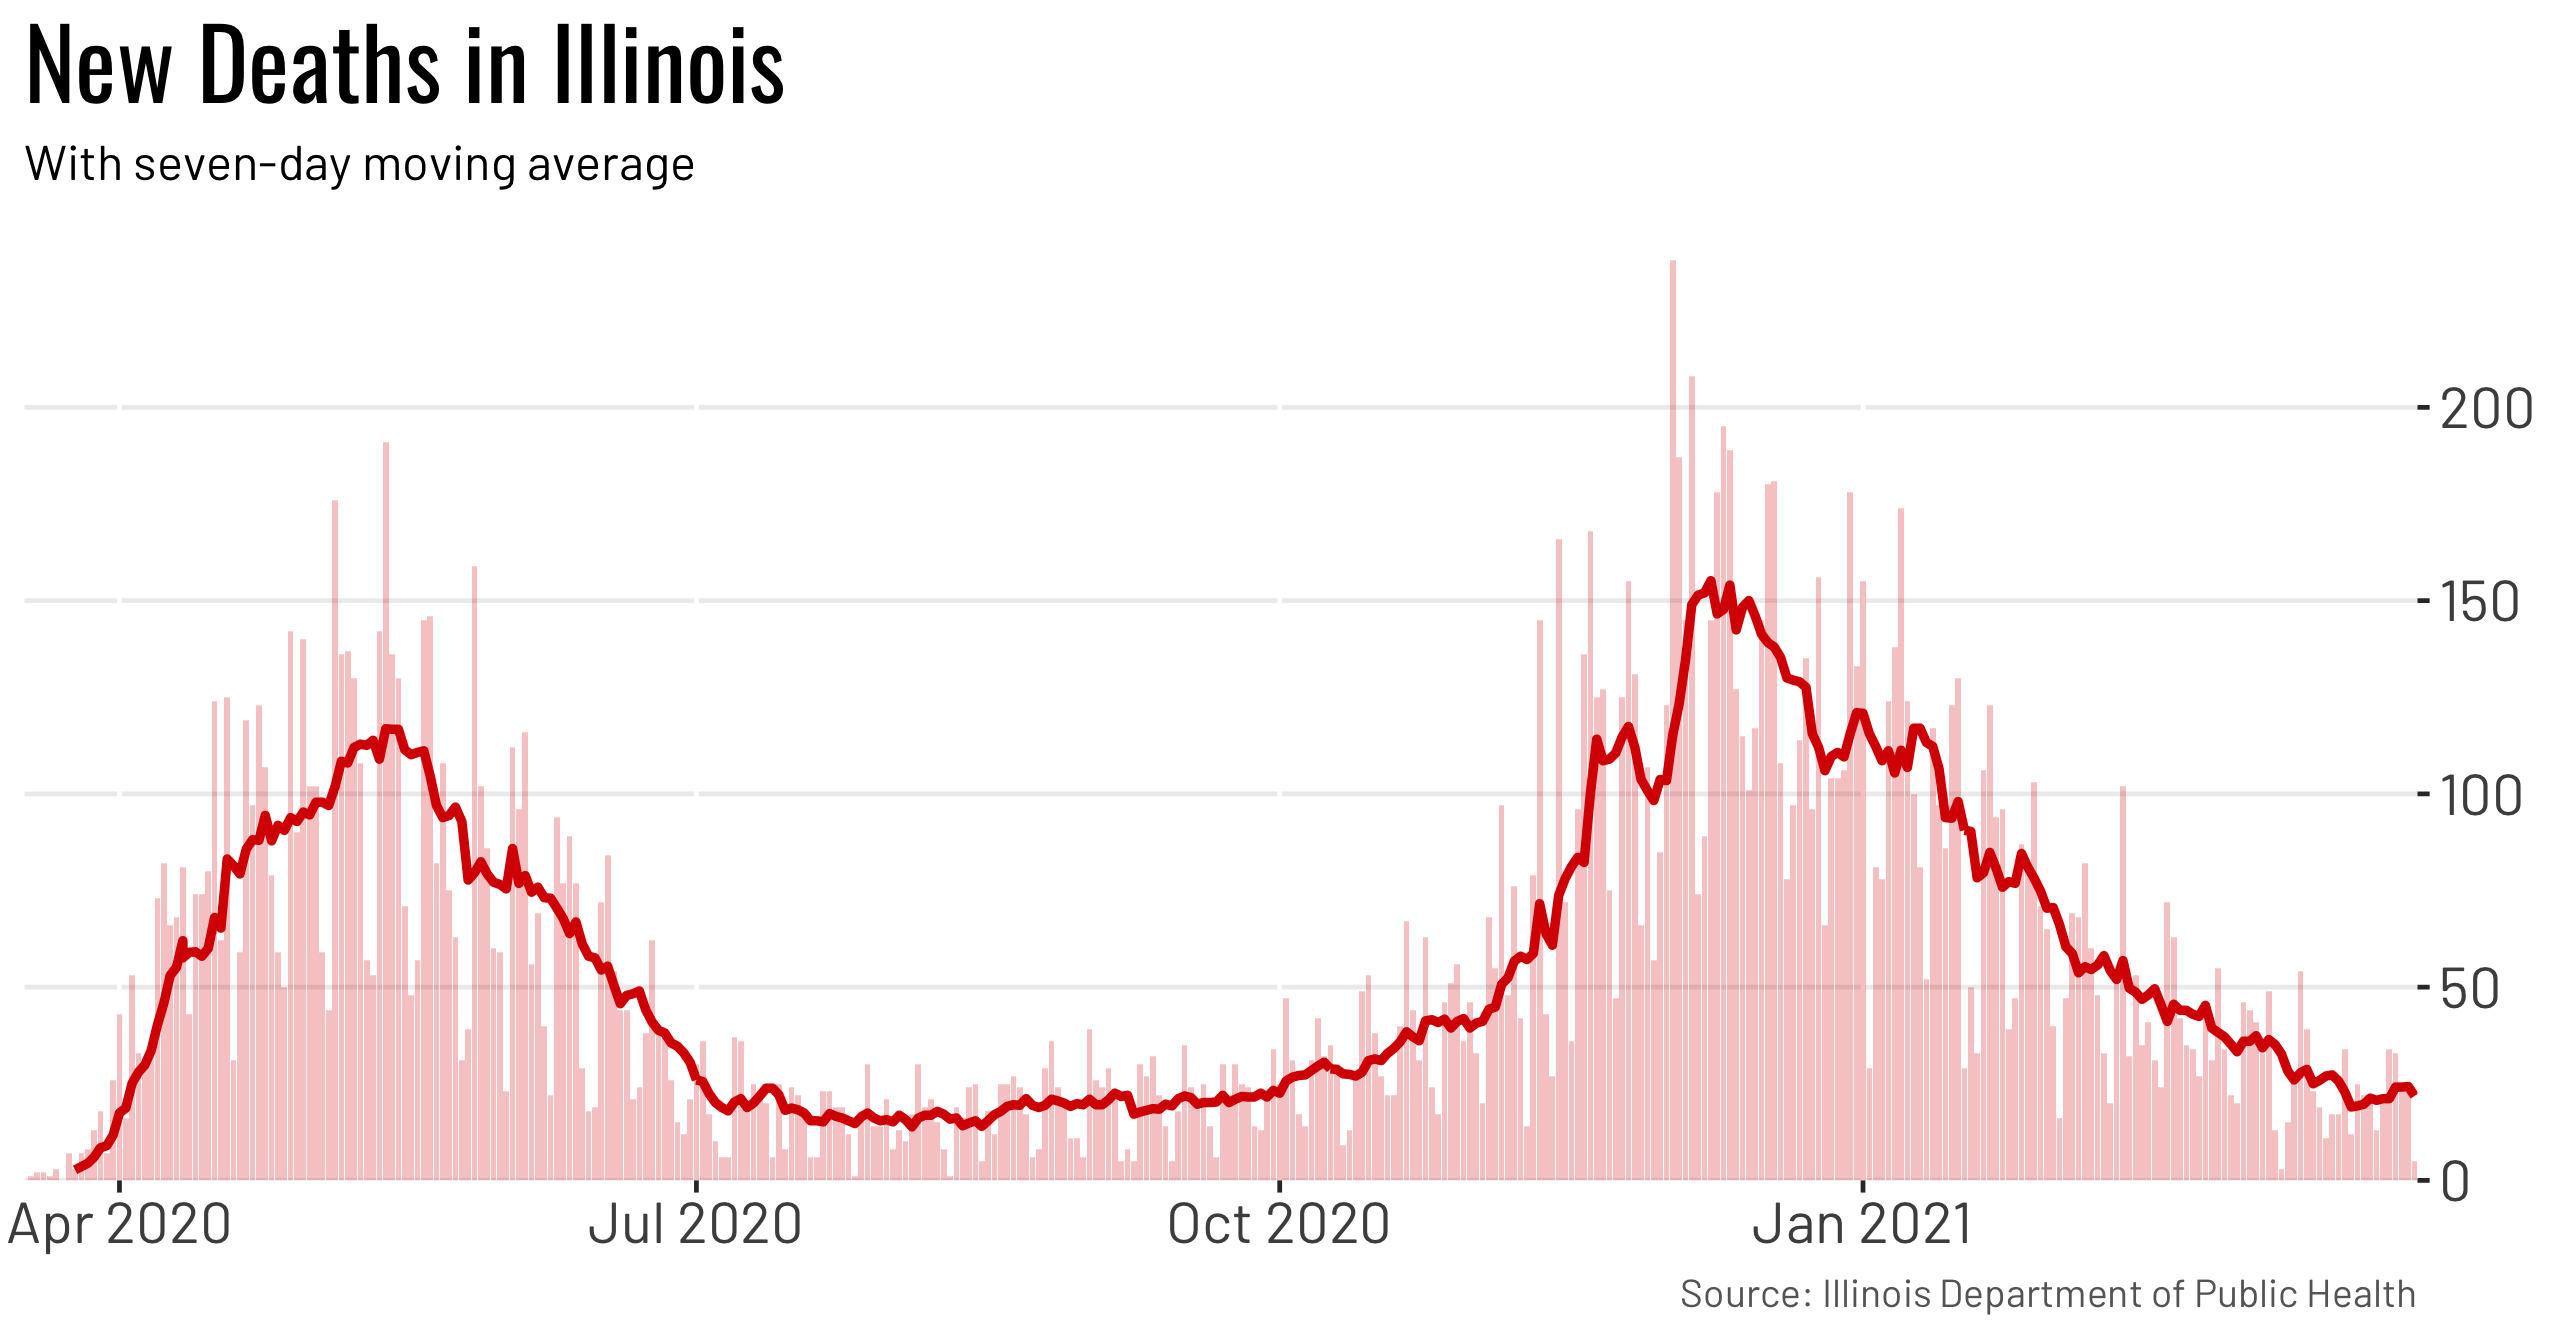 New Deaths in Illinois
With seven-day moving average
200
150
100
50
0
Apr 2020 Jul 2020 Oct 2020 Jan 2021
Source: Illinois Department of Public Health